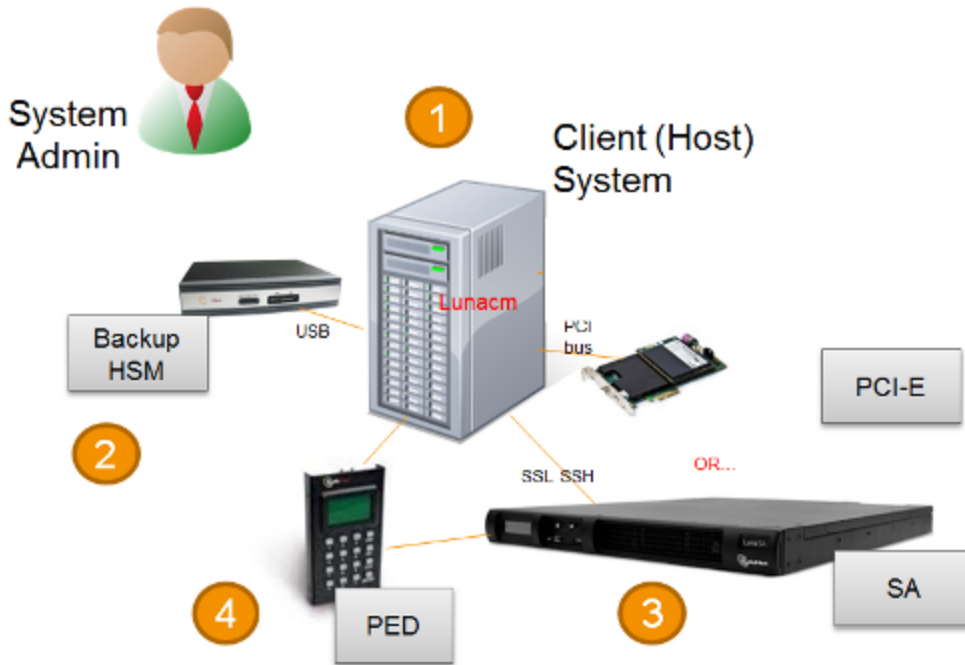 System
Admin
1
Client (Host)
System
Lunacm
USB
PCI
bus
Backup
HSM
PCI-E
2
SSL SSH
OR...
SA
4
PED
3